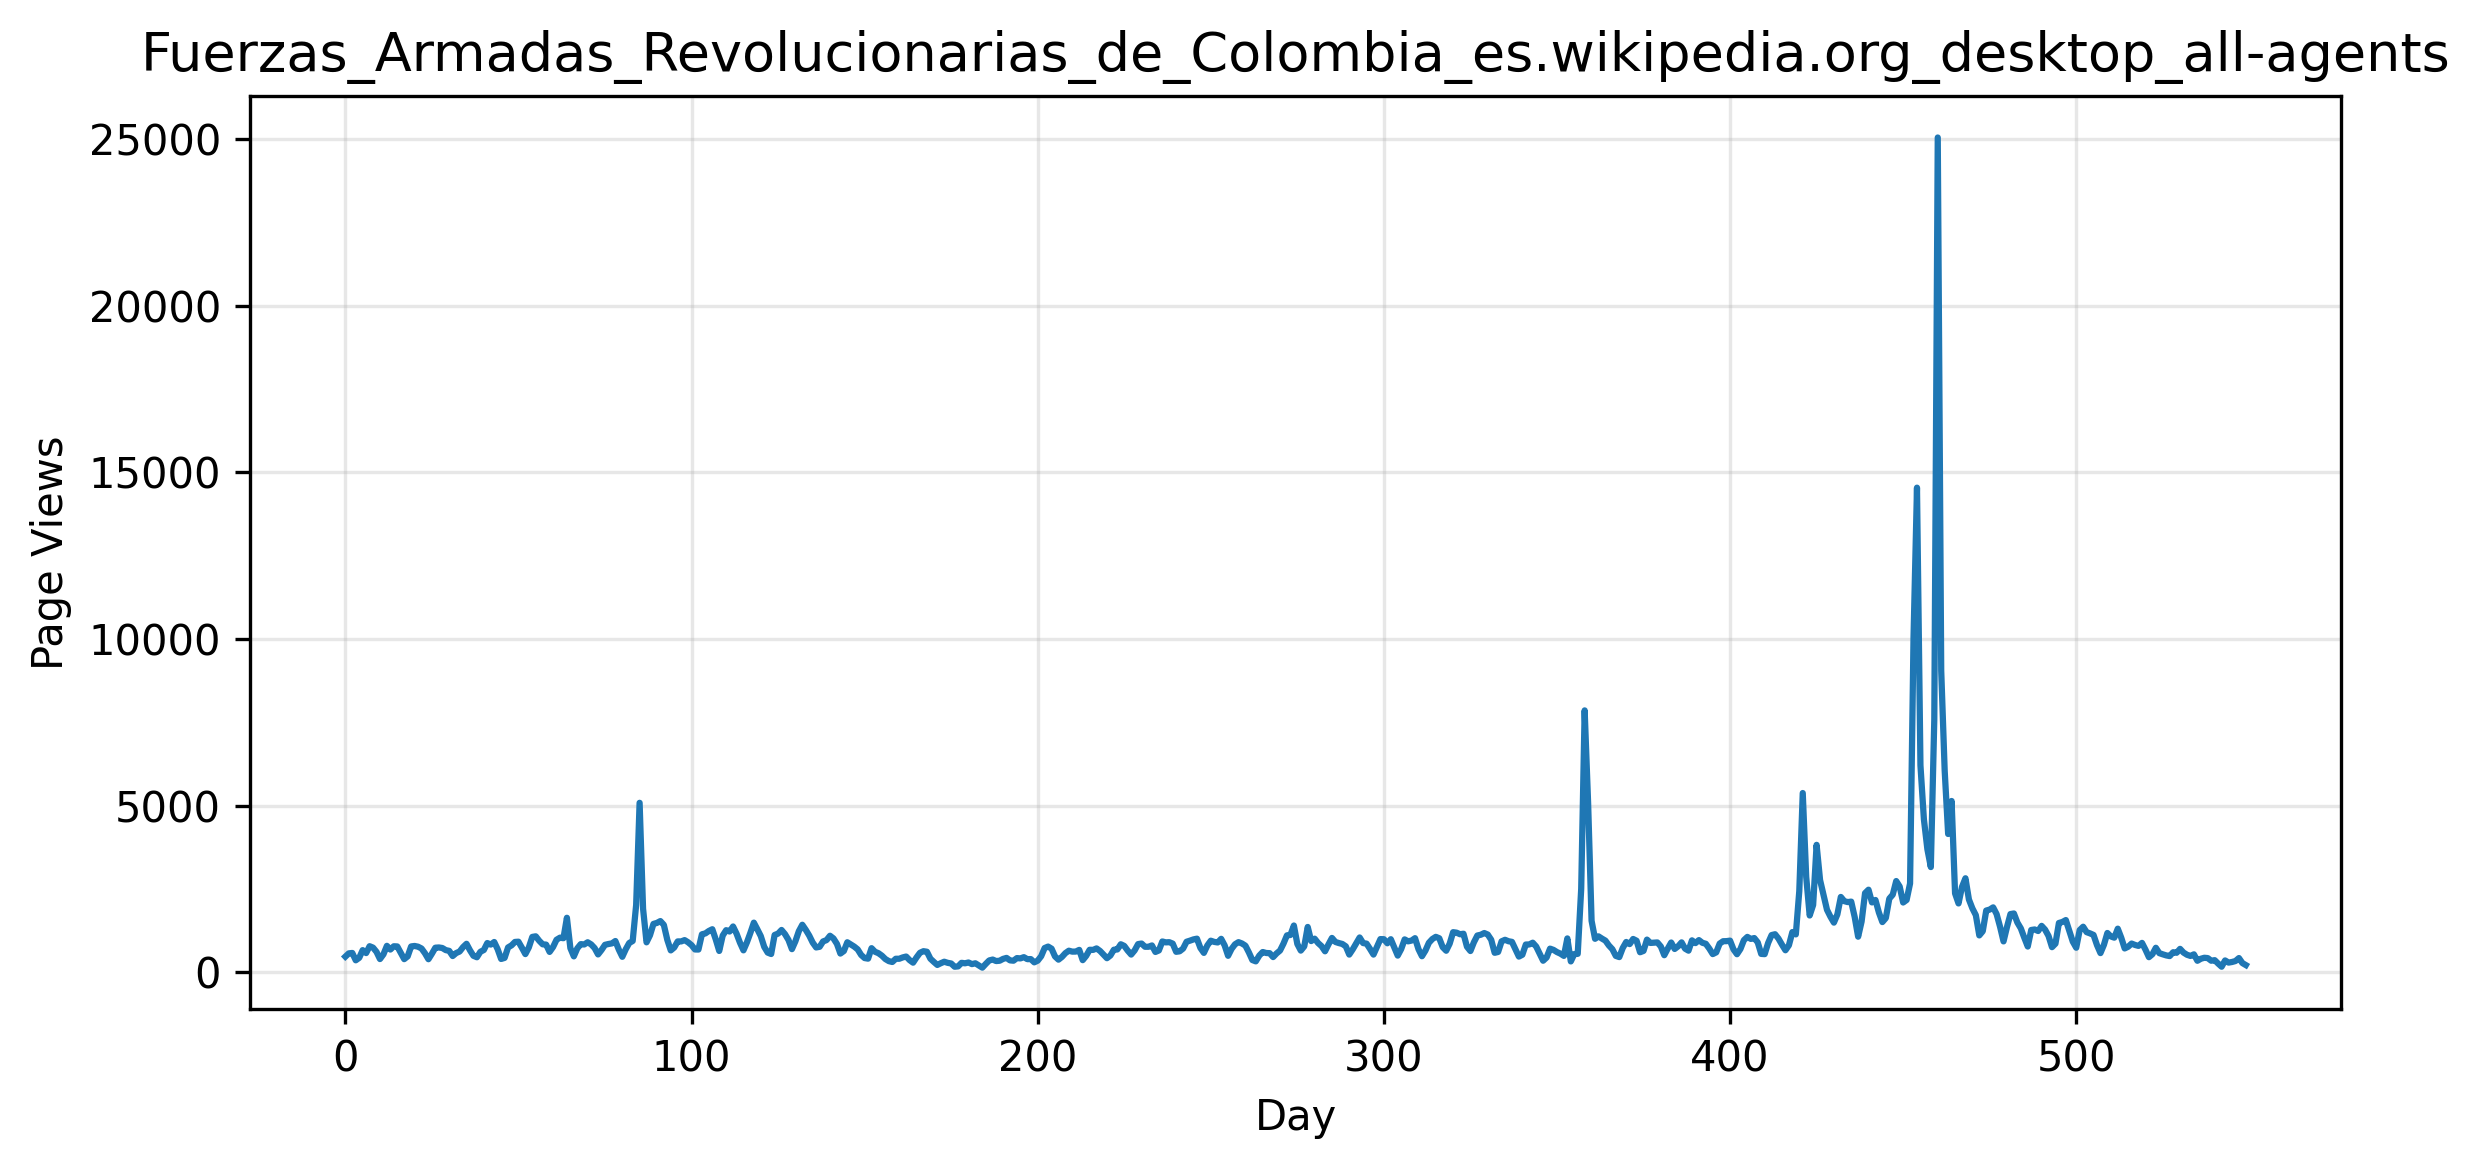 Fuerzas_Armadas_Revolucionarias_de_Colombia_es.wikipedia.org_desktop_all-agents
25000
20000
15000
10000
5000
0
Page Views
0 100 200 300 400 500
Day